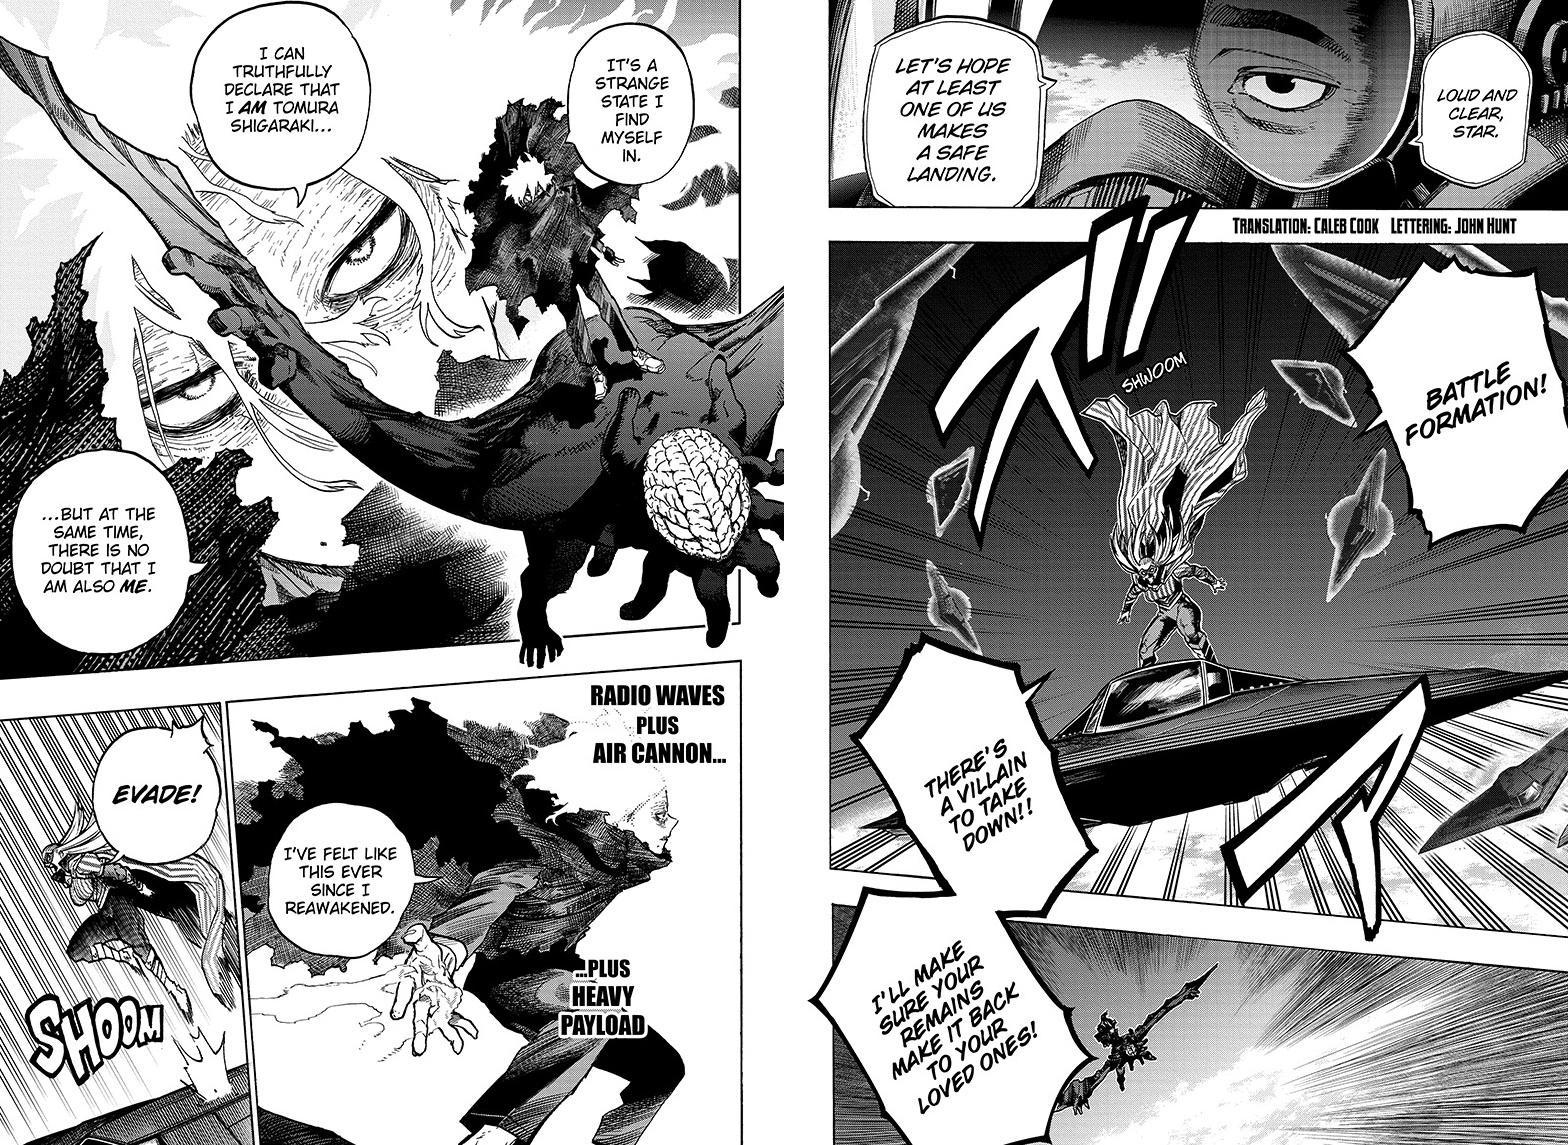 LOUD AND
CLEAR,
STAR.
LET'S HOPE
AT LEAST
ONE OF US
MAKES
A SAFE
LANDING.
TRANSLATION: CALEB COOK LETTERING: JOHN HUNT
BATTLE
FORMATION!
ズ
SHWOOM
ア
THERE'S
A VILLAIN
TO TAKE
DOWN!!
I'LL MAKE
SURE YOUR
REMAINS
MAKE IT BACK
TO YOUR
LOVED ONES!
IT'S A
STRANGE
STATE I
FIND
MYSELF
IN.
I CAN
TRUTHFULLY
DECLARE THAT
I AM TOMURA
SHIGARAKI...
...BUT AT THE
SAME TIME,
THERE IS NO
DOUBT THAT I
AM ALSO ME.
RADIO WAVES
PLUS
AIR CANNON...
I'VE FELT LIKE
THIS EVER
SINCE I
REAWAKENED.
...PLUS
HEAVY
PAYLOAD
EVADE!
SHOOM